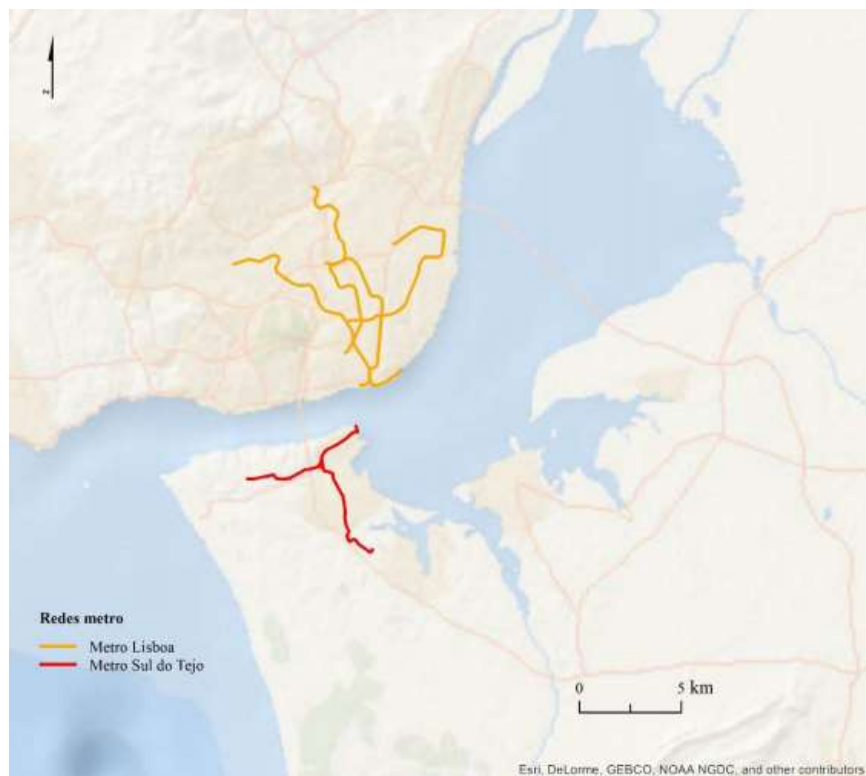 z
Redes metro
Metro Lisboa
Metro Sul do Tejo
0 5 km
Esri, DeLorme, GEBCO, NOAA NGDC, and other contributors